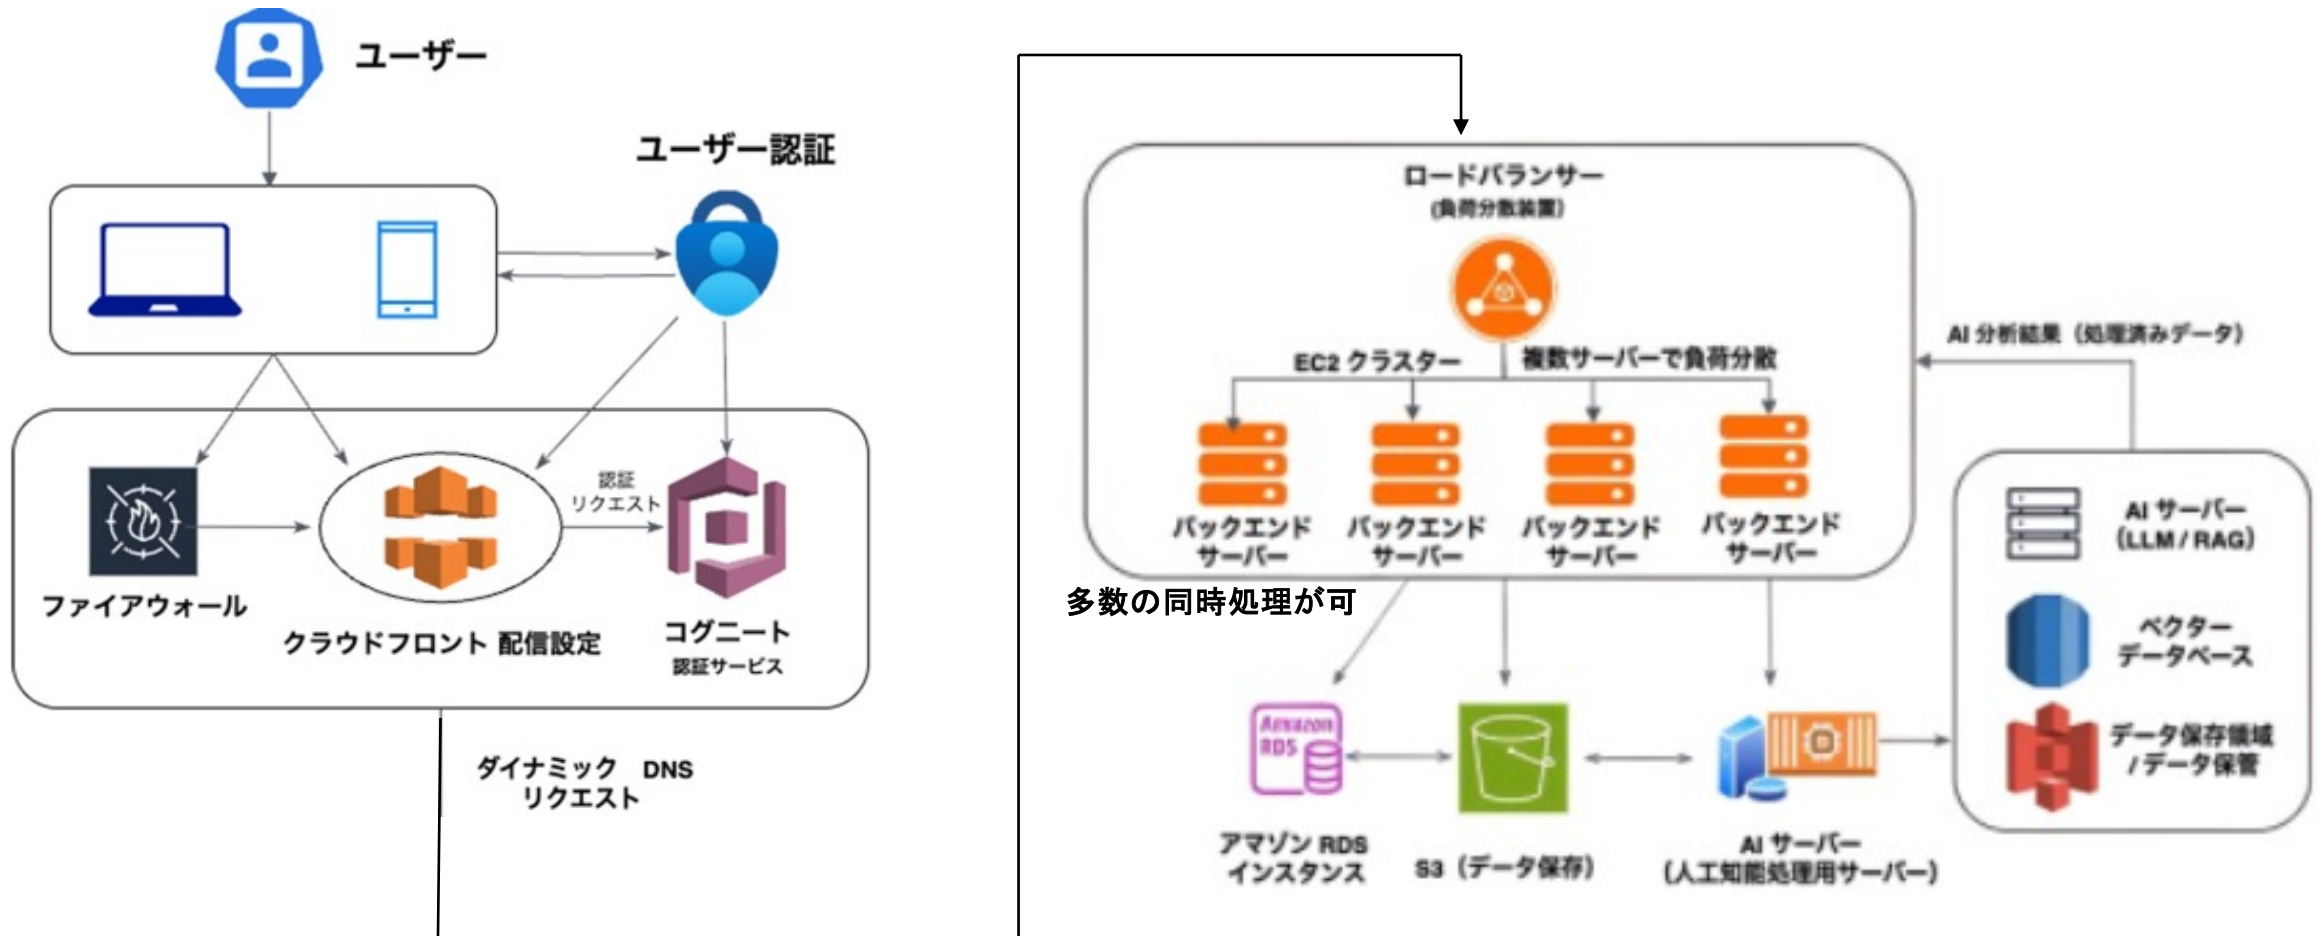 ユーザー
ユーザー認証
認証
リクエスト
ファイアウォール
クラウドフロント 配信設定
コグニート
認証サービス
ダイナミック DNS
リクエスト
ロードバランサー
(負荷分散装置)
EC2 クラスター
複数サーバーで負荷分散
バックエンド
サーバー
バックエンド
サーバー
バックエンド
サーバー
バックエンド
サーバー
多数の同時処理が可
AI 分析結果（処理済みデータ）
AI サーバー
（LLM / RAG）
ベクター
データベース
データ保存領域
/ データ保管
Amazon
RDS
アマゾン RDS
インスタンス
S3（データ保存）
AI サーバー
（人工知能処理用サーバー）